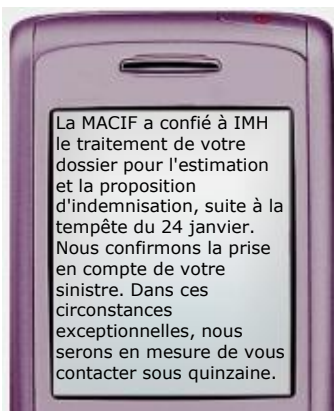 La MACIF a confié à IMH
le traitement de votre
dossier pour l'estimation
et la proposition
d'indemnisation, suite à la
tempête du 24 janvier.
Nous confirmons la prise
en compte de votre
sinistre. Dans ces
circonstances
exceptionnelles, nous
serons en mesure de vous
contacter sous quinzaine.